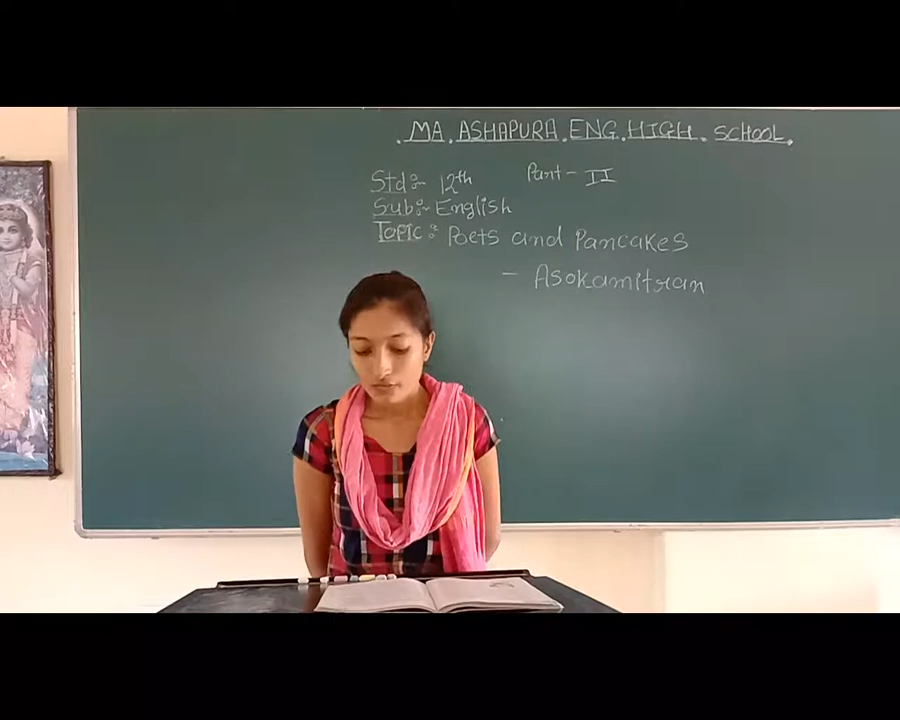 . MA . ASHAPURA . ENG . HIGH . SCHOOL .
Std :- 12th Part - II
Sub :- English
Topic : Poets and Pancakes
- Asokamitran